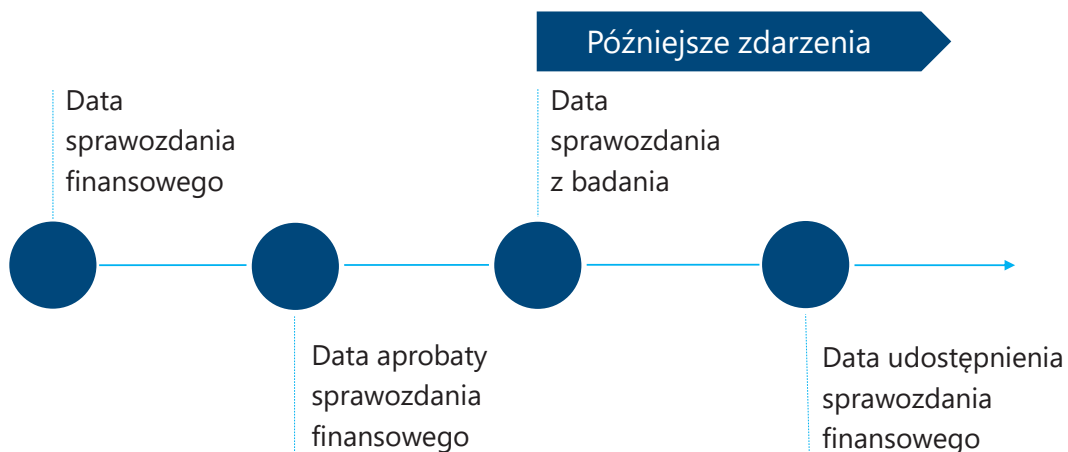 Późniejsze zdarzenia
Data
sprawozdania
finansowego
Data
sprawozdania
z badania
Data aprobaty
sprawozdania
finansowego
Data udostępnienia
sprawozdania
finansowego